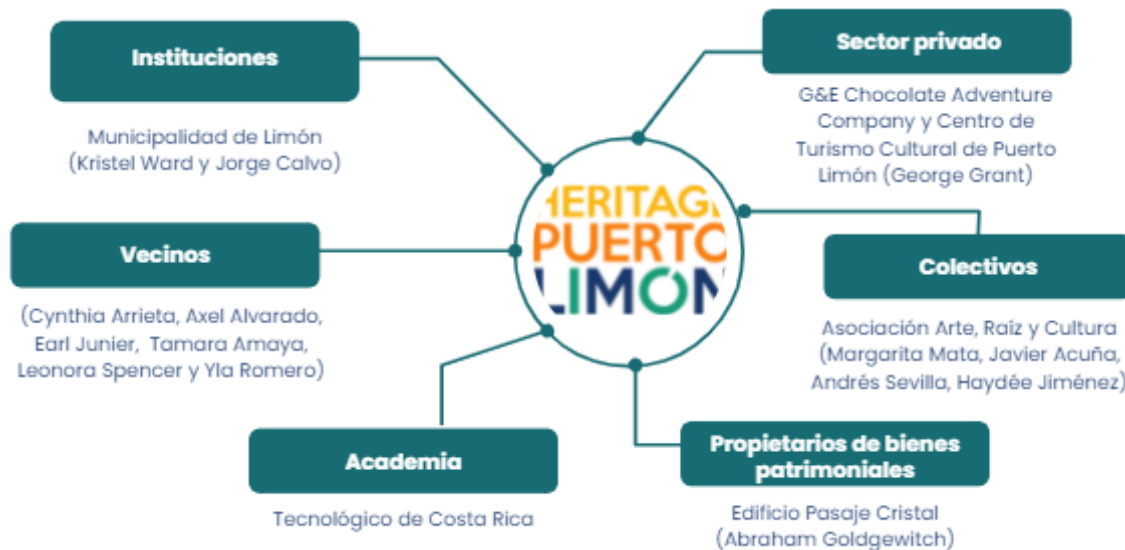 Instituciones
Municipalidad de Limón
(Kristel Ward y Jorge Calvo)
Sector privado
G&E Chocolate Adventure
Company y Centro de
Turismo Cultural de Puerto
Limón (George Grant)
HERITAGE
PUERTO
LIMÓN
Vecinos
(Cynthia Arrieta, Axel Alvarado,
Earl Junier, Tamara Amaya,
Leonora Spencer y Yla Romero)
Colectivos
Asociación Arte, Raíz y Cultura
(Margarita Mata, Javier Acuña,
Andrés Sevilla, Haydée Jiménez)
Academia
Tecnológico de Costa Rica
Propietarios de bienes
patrimoniales
Edificio Pasaje Cristal
(Abraham Goldgewitch)